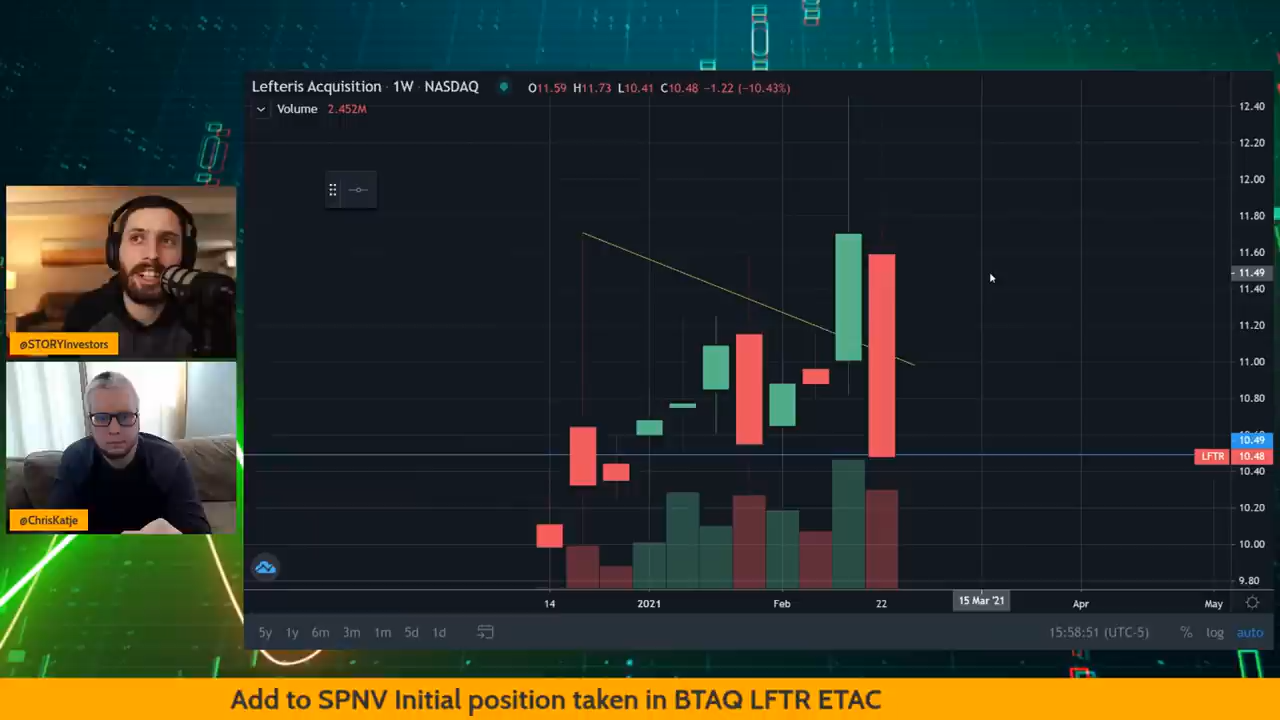 Lefteris Acquisition · 1W · NASDAQ O11.59 H11.73 L10.41 C10.48 −1.22 (−10.43%)
Volume 2.452M
12.40
12.20
12.00
11.80
11.60
11.49
11.40
11.20
11.00
10.80
10.49
LFTR 10.48
10.40
10.20
10.00
9.80
@STORYInvestors
@ChrisKatje
14 2021 Feb 22 15 Mar '21 Apr May
5y 1y 6m 3m 1m 5d 1d 15:58:51 (UTC-5) % log auto
Add to SPNV Initial position taken in BTAQ LFTR ETAC